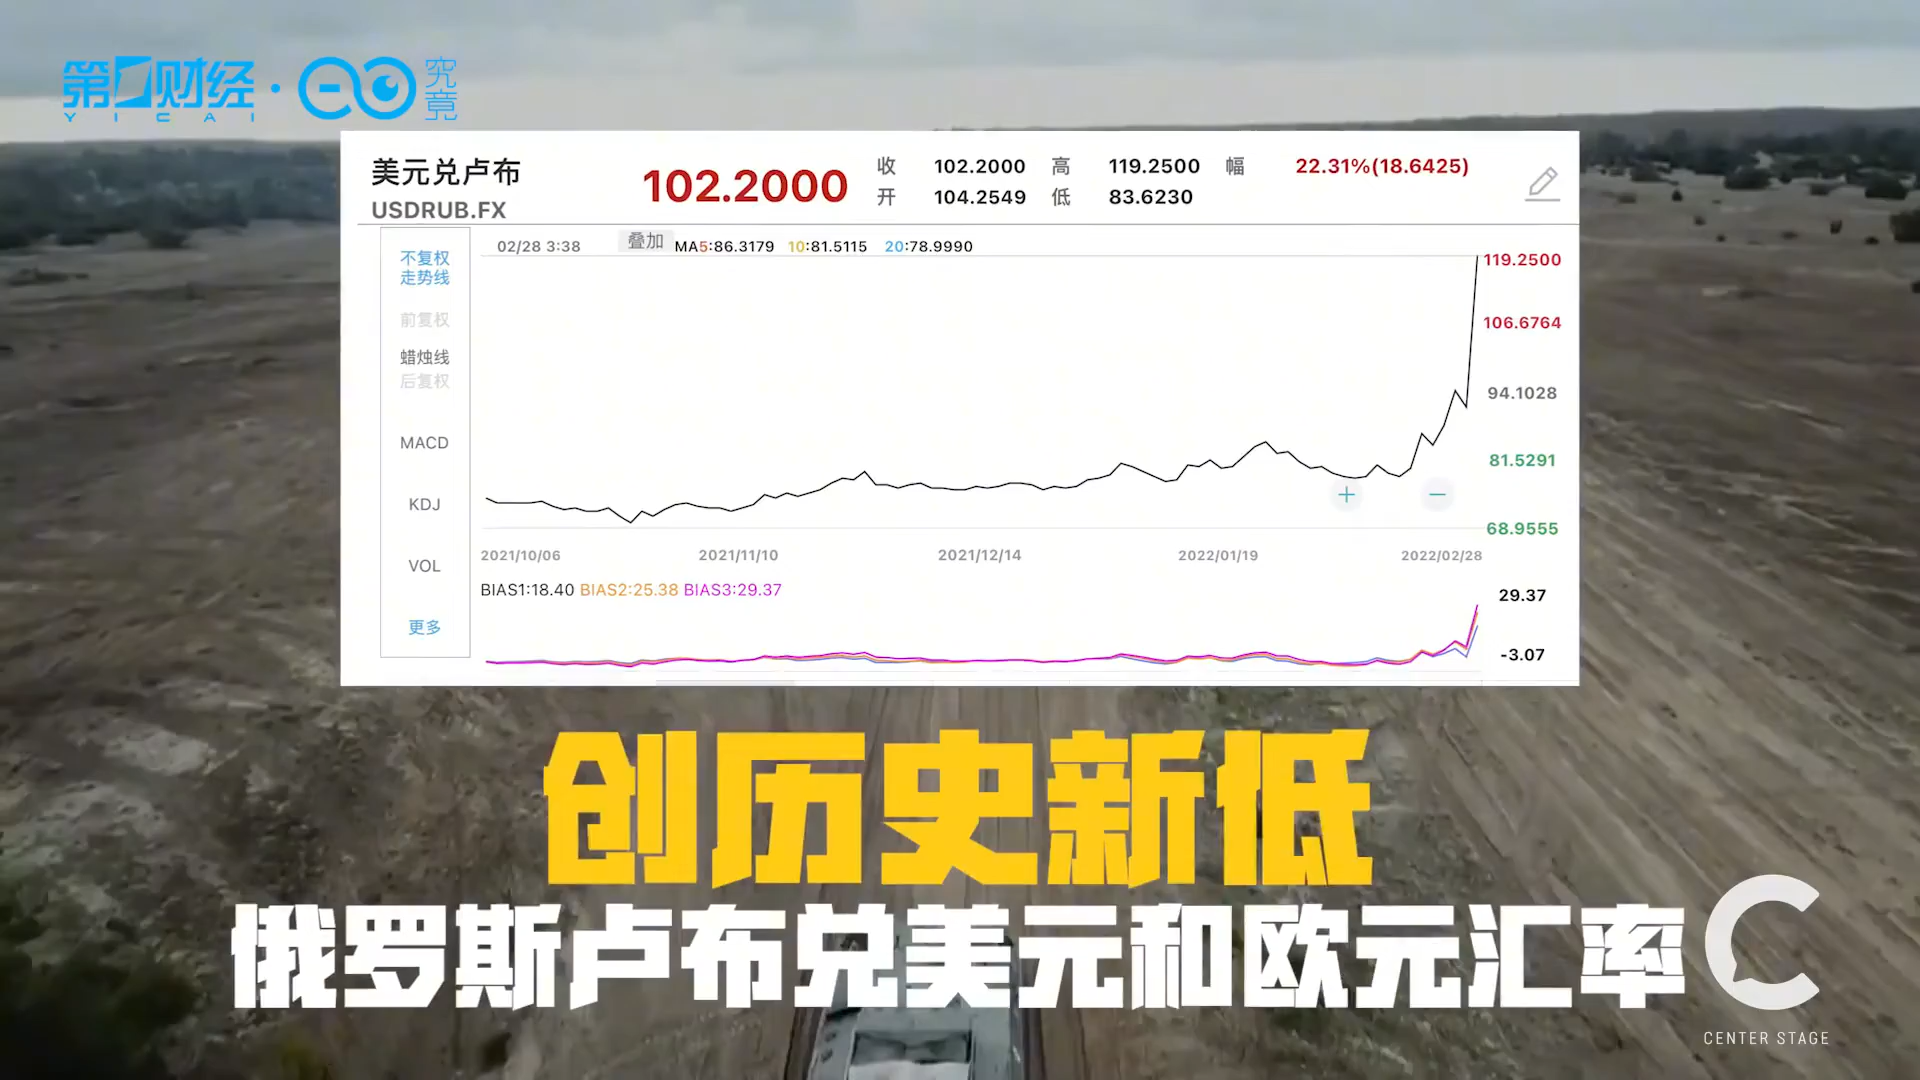 第一财经·究竟
YICAI
美元兑卢布
USDRUB.FX
102.2000
收 102.2000 高 119.2500 幅 22.31%(18.6425)
开 104.2549 低 83.6230
02/28 3:38 叠加 MA5:86.3179 10:81.5115 20:78.9990
不复权
走势线
前复权
蜡烛线
后复权
MACD
KDJ
VOL
更多
119.2500
106.6764
94.1028
81.5291
68.9555
2021/10/06 2021/11/10 2021/12/14 2022/01/19 2022/02/28
BIAS1:18.40 BIAS2:25.38 BIAS3:29.37
29.37
-3.07
创历史新低
俄罗斯卢布兑美元和欧元汇率
CENTER STAGE